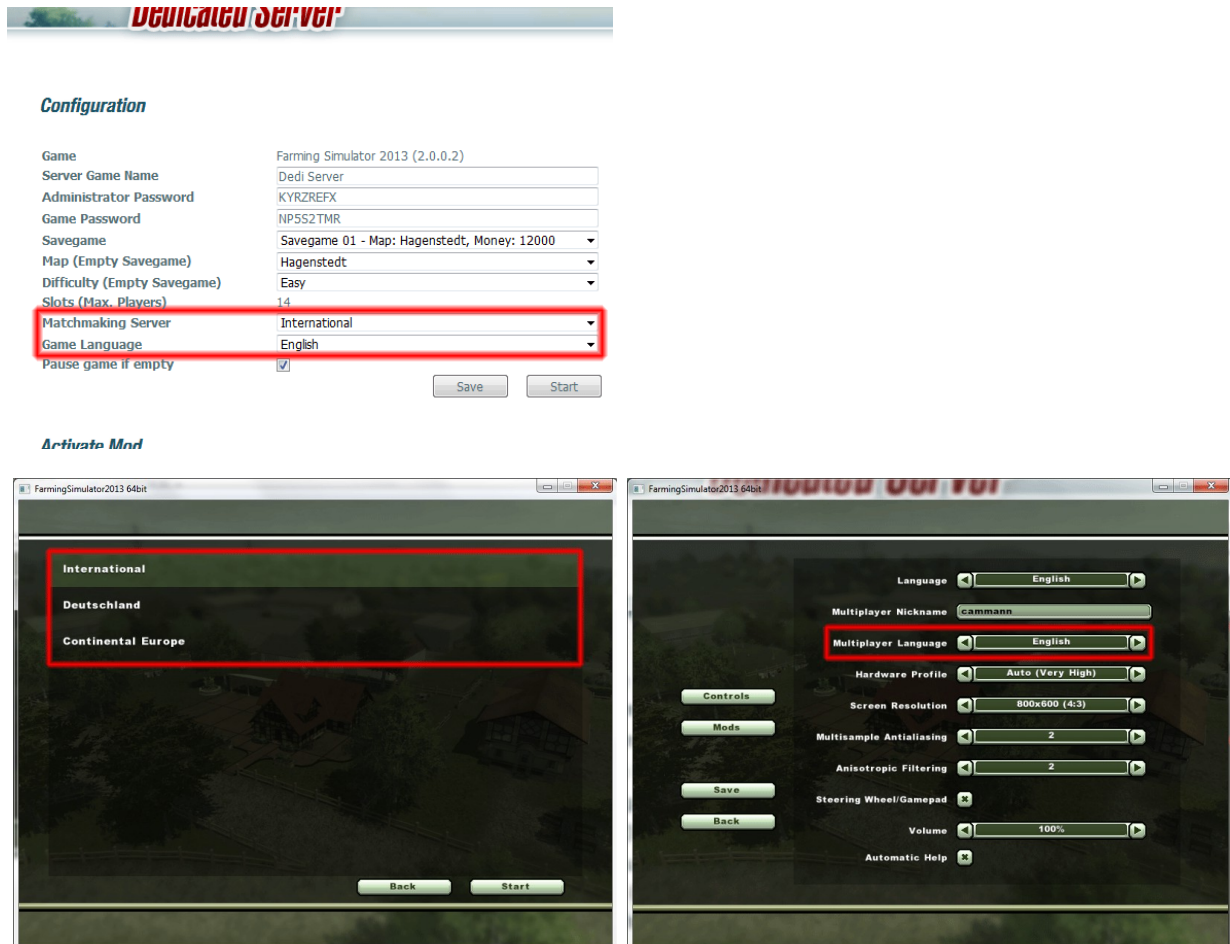 Dedicated Server
Configuration
Game Farming Simulator 2013 (2.0.0.2)
Server Game Name Dedi Server
Administrator Password KYRZREFX
Game Password NP5S2TMR
Savegame Savegame 01 - Map: Hagenstedt, Money: 12000
Map (Empty Savegame) Hagenstedt
Difficulty (Empty Savegame) Easy
Slots (Max. Players) 14
Matchmaking Server International
Game Language English
Pause game if empty
Save Start
Activate Mod
FarmingSimulator2013 64bit
International
Deutschland
Continental Europe
Back Start
FarmingSimulator2013 64bit
Dedicated Server
Language English
Multiplayer Nickname cammann
Multiplayer Language English
Hardware Profile Auto (Very High)
Controls
Screen Resolution 800x600 (4:3)
Mods
Multisample Antialiasing 2
Anisotropic Filtering 2
Save
Steering Wheel/Gamepad
Back
Volume 100%
Automatic Help